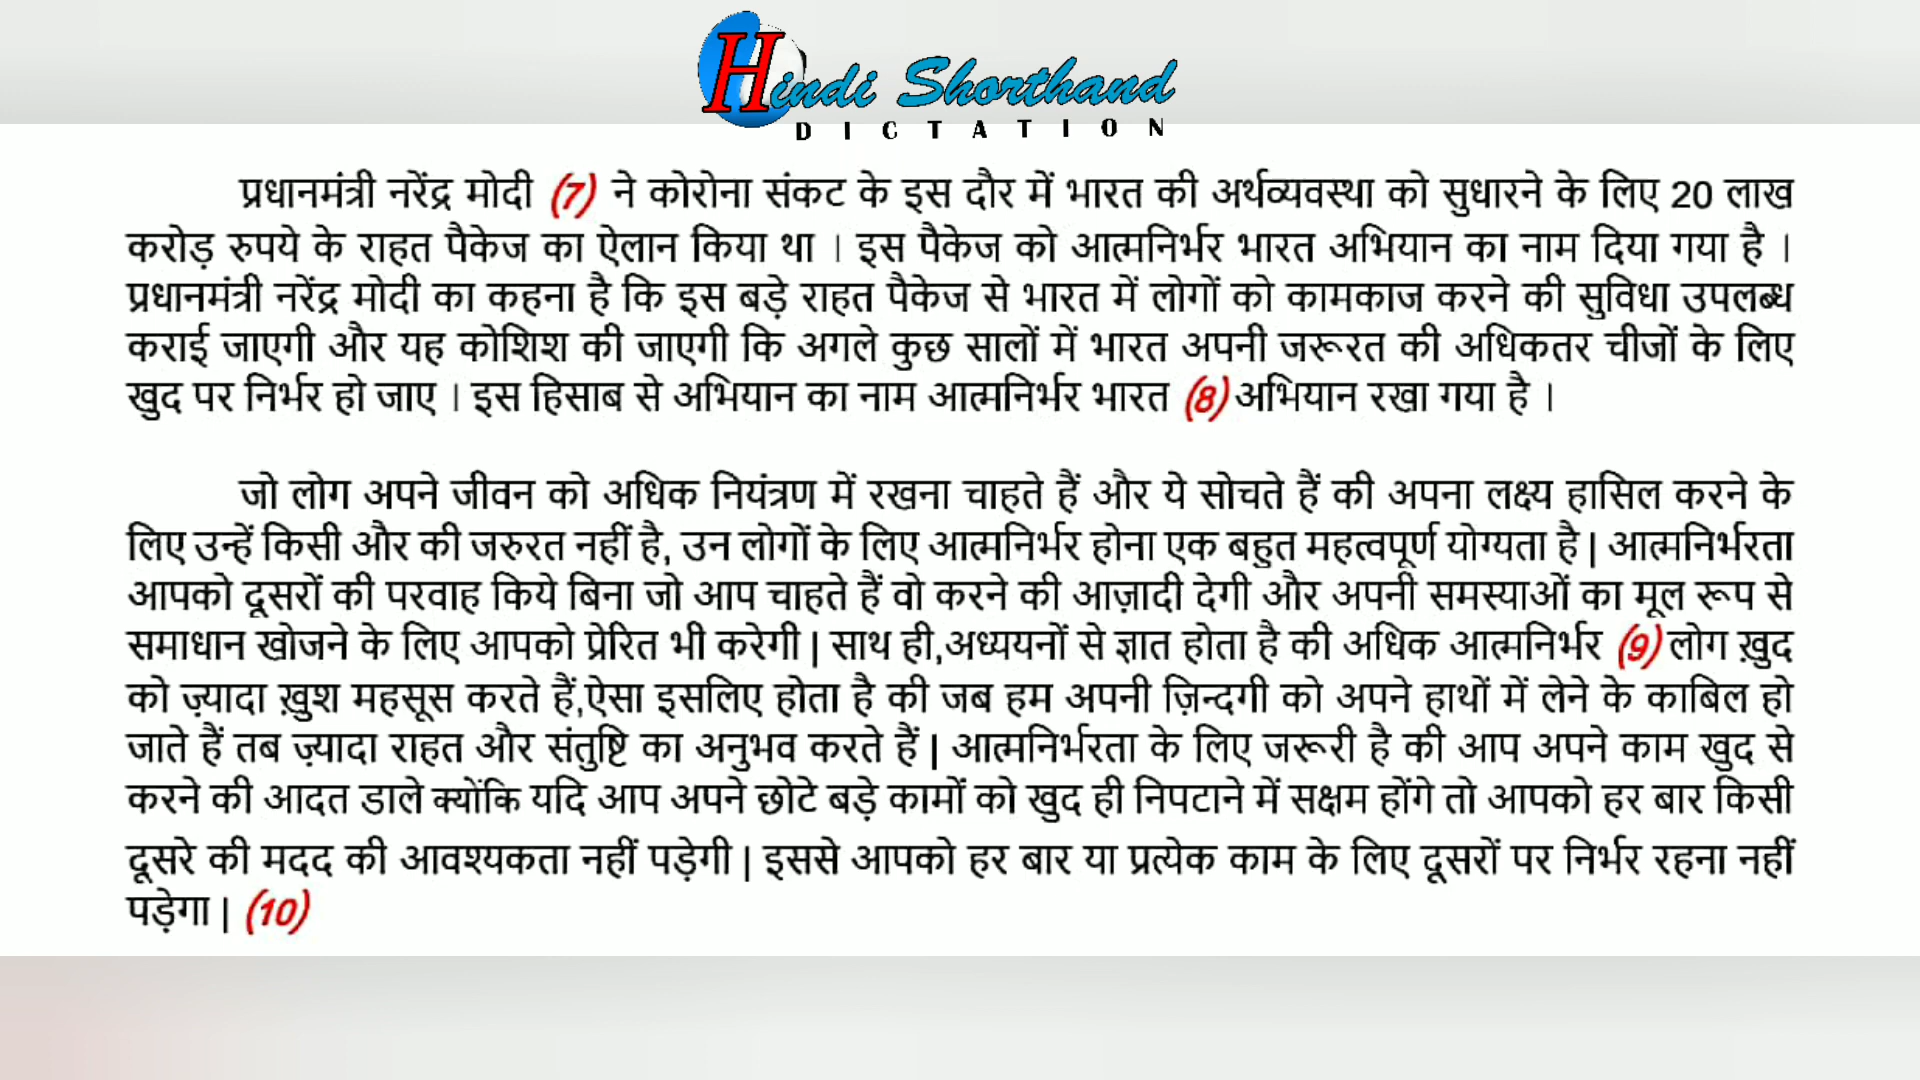 Hindi Shorthand
DICTATION
प्रधानमंत्री नरेंद्र मोदी (7) ने कोरोना संकट के इस दौर में भारत की अर्थव्यवस्था को सुधारने के लिए 20 लाख
करोड़ रुपये के राहत पैकेज का ऐलान किया था । इस पैकेज को आत्मनिर्भर भारत अभियान का नाम दिया गया है ।
प्रधानमंत्री नरेंद्र मोदी का कहना है कि इस बड़े राहत पैकेज से भारत में लोगों को कामकाज करने की सुविधा उपलब्ध
कराई जाएगी और यह कोशिश की जाएगी कि अगले कुछ सालों में भारत अपनी जरूरत की अधिकतर चीजों के लिए
खुद पर निर्भर हो जाए । इस हिसाब से अभियान का नाम आत्मनिर्भर भारत (8) अभियान रखा गया है ।
जो लोग अपने जीवन को अधिक नियंत्रण में रखना चाहते हैं और ये सोचते हैं की अपना लक्ष्य हासिल करने के
लिए उन्हें किसी और की जरुरत नहीं है, उन लोगों के लिए आत्मनिर्भर होना एक बहुत महत्वपूर्ण योग्यता है | आत्मनिर्भरता
आपको दूसरों की परवाह किये बिना जो आप चाहते हैं वो करने की आज़ादी देगी और अपनी समस्याओं का मूल रूप से
समाधान खोजने के लिए आपको प्रेरित भी करेगी | साथ ही,अध्ययनों से ज्ञात होता है की अधिक आत्मनिर्भर (9) लोग ख़ुद
को ज़्यादा ख़ुश महसूस करते हैं,ऐसा इसलिए होता है की जब हम अपनी ज़िन्दगी को अपने हाथों में लेने के काबिल हो
जाते हैं तब ज़्यादा राहत और संतुष्टि का अनुभव करते हैं | आत्मनिर्भरता के लिए जरूरी है की आप अपने काम खुद से
करने की आदत डाले क्योंकि यदि आप अपने छोटे बड़े कामों को खुद ही निपटाने में सक्षम होंगे तो आपको हर बार किसी
दूसरे की मदद की आवश्यकता नहीं पड़ेगी | इससे आपको हर बार या प्रत्येक काम के लिए दूसरों पर निर्भर रहना नहीं
पड़ेगा | (10)